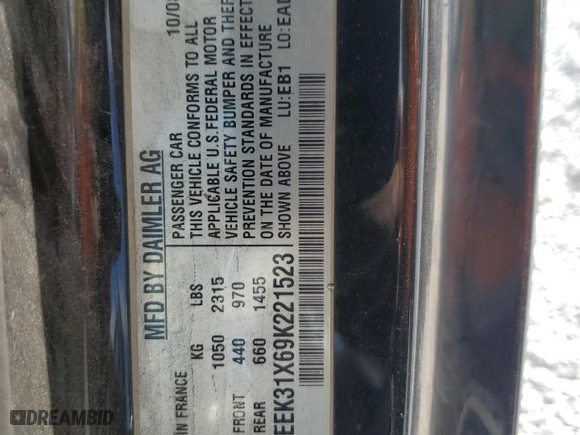 MFD BY DAIMLER AG
IN FRANCE
PASSENGER CAR
10/0
KG LBS
1050 2315
FRONT 440 970
REAR 660 1455
THIS VEHICLE CONFORMS TO ALL
APPLICABLE U.S. FEDERAL MOTOR
VEHICLE SAFETY BUMPER AND THEF
PREVENTION STANDARDS IN EFFECT
ON THE DATE OF MANUFACTURE
SHOWN ABOVE LU:EB1 LO:EAD
EEK31X69K221523
DREAMBID